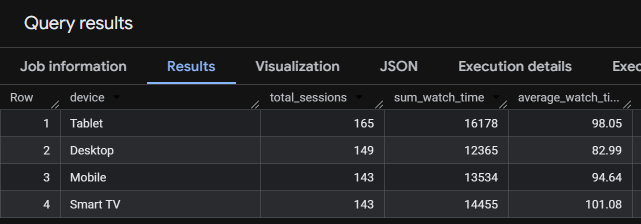 Query results
Job information Results Visualization JSON Execution details Exec
Row device total_sessions sum_watch_time average_watch_ti...
1 Tablet 165 16178 98.05
2 Desktop 149 12365 82.99
3 Mobile 143 13534 94.64
4 Smart TV 143 14455 101.08